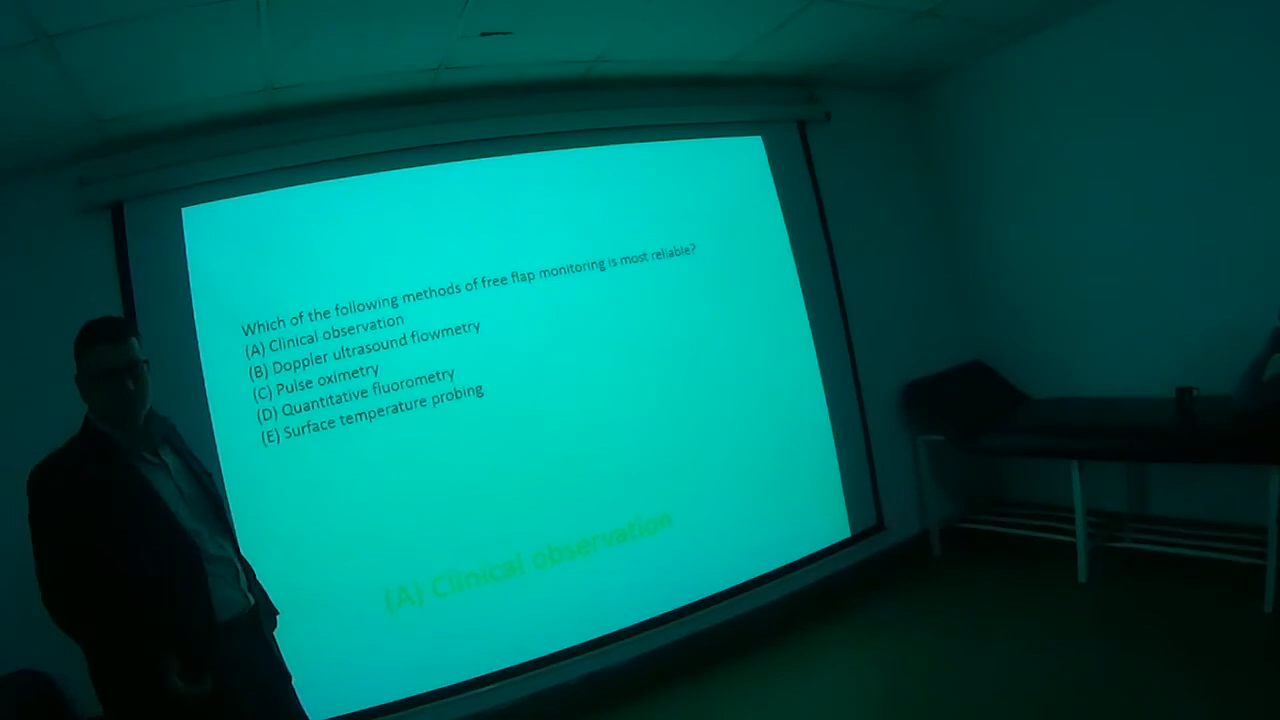 Which of the following methods of free flap monitoring is most reliable?
(A) Clinical observation
(B) Doppler ultrasound flowmetry
(C) Pulse oximetry
(D) Quantitative fluorometry
(E) Surface temperature probing
(A) Clinical observation